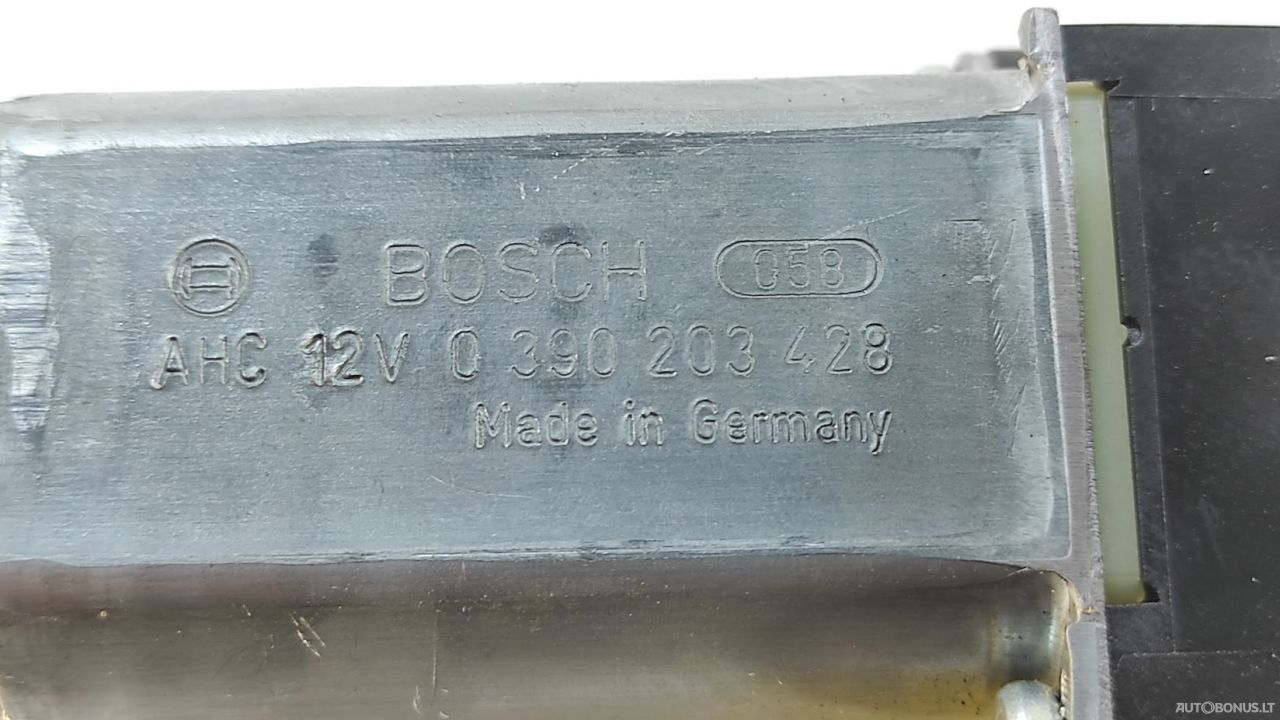 BOSCH 058
AHC 12V 0 390 203 428
Made in Germany
AUTOBONUS.LT